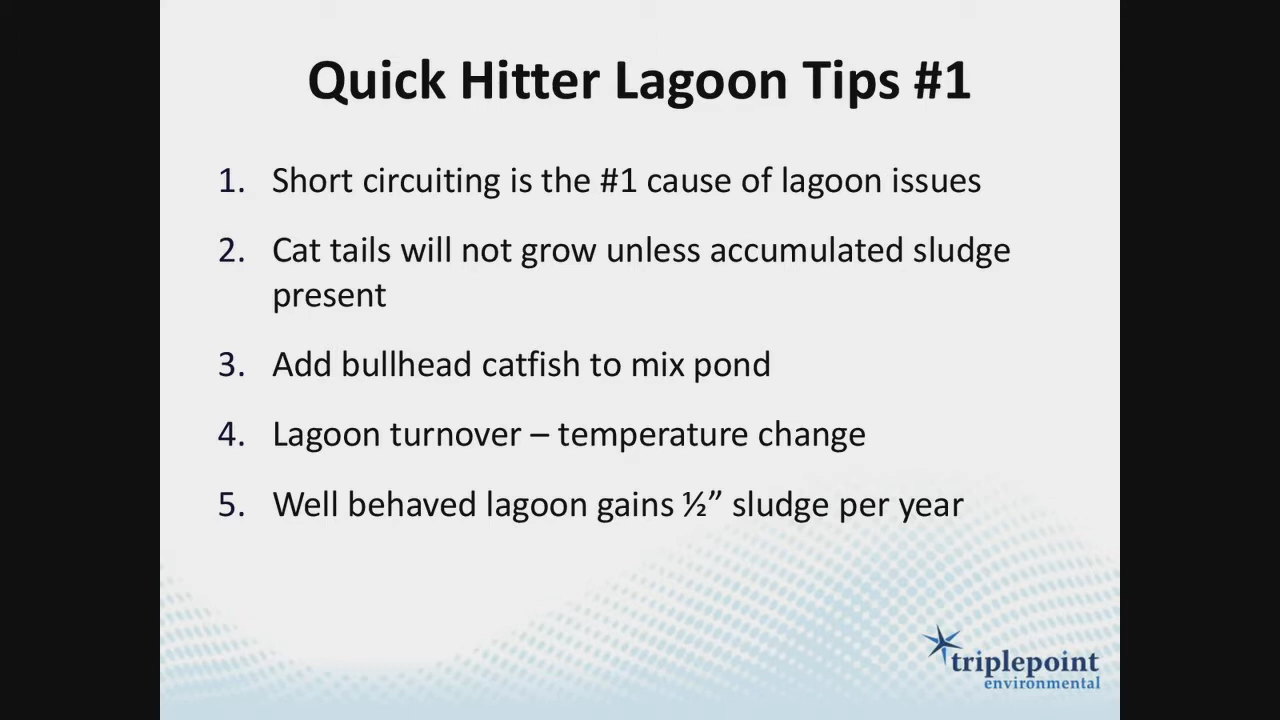 Quick Hitter Lagoon Tips #1
1. Short circuiting is the #1 cause of lagoon issues
2. Cat tails will not grow unless accumulated sludge
present
3. Add bullhead catfish to mix pond
4. Lagoon turnover – temperature change
5. Well behaved lagoon gains ½” sludge per year
triplepoint
environmental